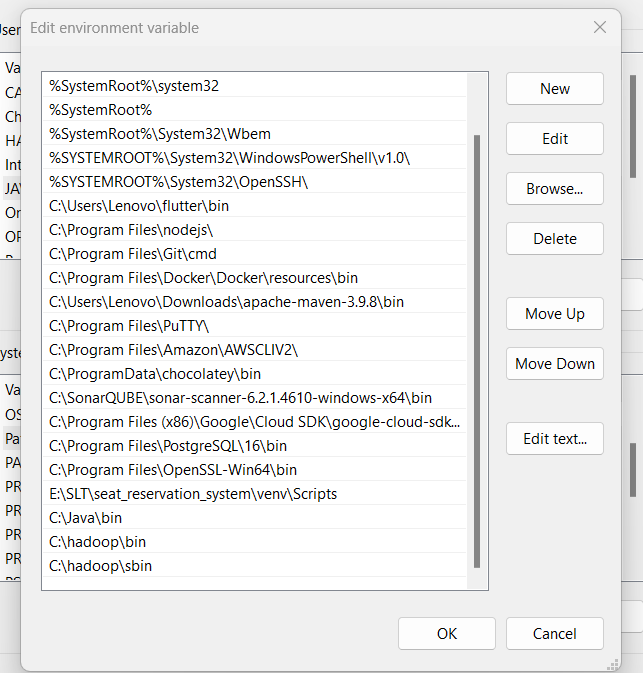 Edit environment variable
%SystemRoot%\system32
%SystemRoot%
%SystemRoot%\System32\Wbem
%SYSTEMROOT%\System32\WindowsPowerShell\v1.0\
%SYSTEMROOT%\System32\OpenSSH\
C:\Users\Lenovo\flutter\bin
C:\Program Files\nodejs\
C:\Program Files\Git\cmd
C:\Program Files\Docker\Docker\resources\bin
C:\Users\Lenovo\Downloads\apache-maven-3.9.8\bin
C:\Program Files\PuTTY\
C:\Program Files\Amazon\AWSCLIV2\
C:\ProgramData\chocolatey\bin
C:\SonarQUBE\sonar-scanner-6.2.1.4610-windows-x64\bin
C:\Program Files (x86)\Google\Cloud SDK\google-cloud-sdk...
C:\Program Files\PostgreSQL\16\bin
C:\Program Files\OpenSSL-Win64\bin
E:\SLT\seat_reservation_system\venv\Scripts
C:\Java\bin
C:\hadoop\bin
C:\hadoop\sbin
New
Edit
Browse...
Delete
Move Up
Move Down
Edit text...
OK
Cancel
Va
CA
Ch
HA
Int
JAV
On
OP
Va
OS
Pa
PA
PR
PR
PR
PR